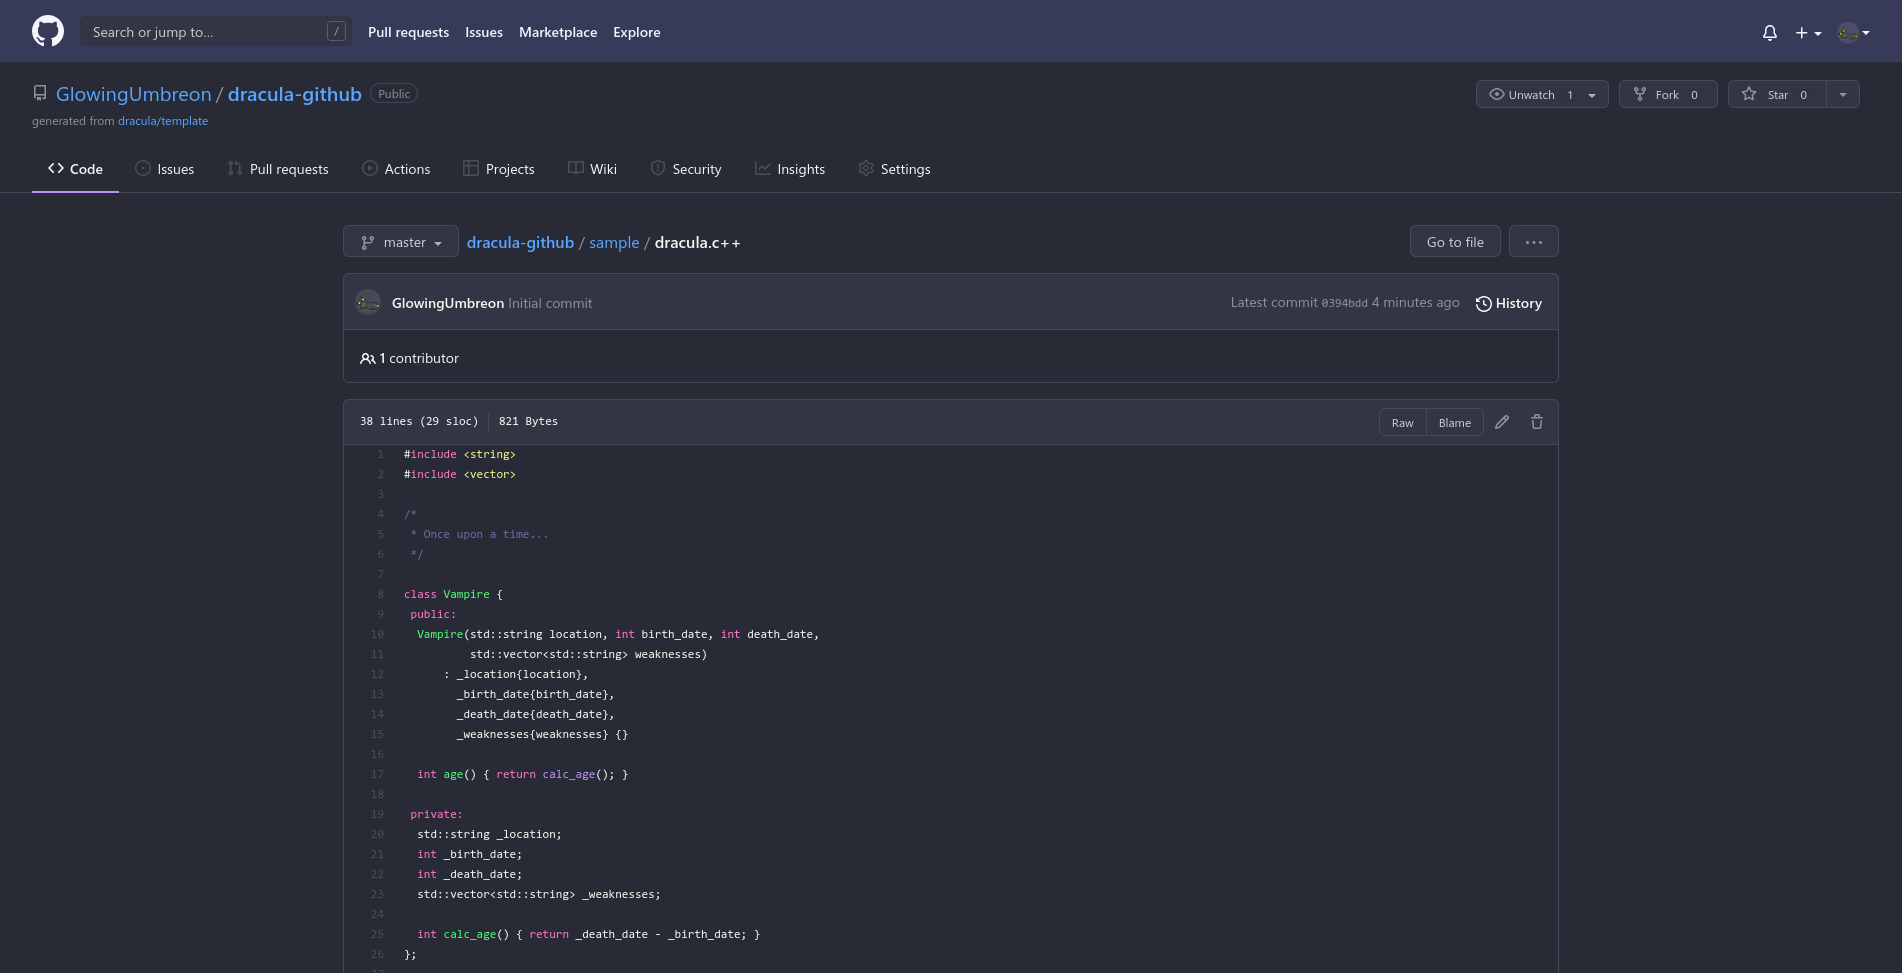 Search or jump to... /
Pull requests Issues Marketplace Explore
GlowingUmbreon / dracula-github Public
Unwatch 1 Fork 0 Star 0
generated from dracula/template
Code Issues Pull requests Actions Projects Wiki Security Insights Settings
master dracula-github / sample / dracula.c++ Go to file ...
GlowingUmbreon Initial commit Latest commit 0394bdd 4 minutes ago History
1 contributor
38 lines (29 sloc) 821 Bytes Raw Blame
1 #include <string>
2 #include <vector>
3
4 /*
5  * Once upon a time...
6  */
7
8 class Vampire {
9  public:
10   Vampire(std::string location, int birth_date, int death_date,
11           std::vector<std::string> weaknesses)
12       : _location{location},
13         _birth_date{birth_date},
14         _death_date{death_date},
15         _weaknesses{weaknesses} {}
16
17   int age() { return calc_age(); }
18
19  private:
20   std::string _location;
21   int _birth_date;
22   int _death_date;
23   std::vector<std::string> _weaknesses;
24
25   int calc_age() { return _death_date - _birth_date; }
26 };
27